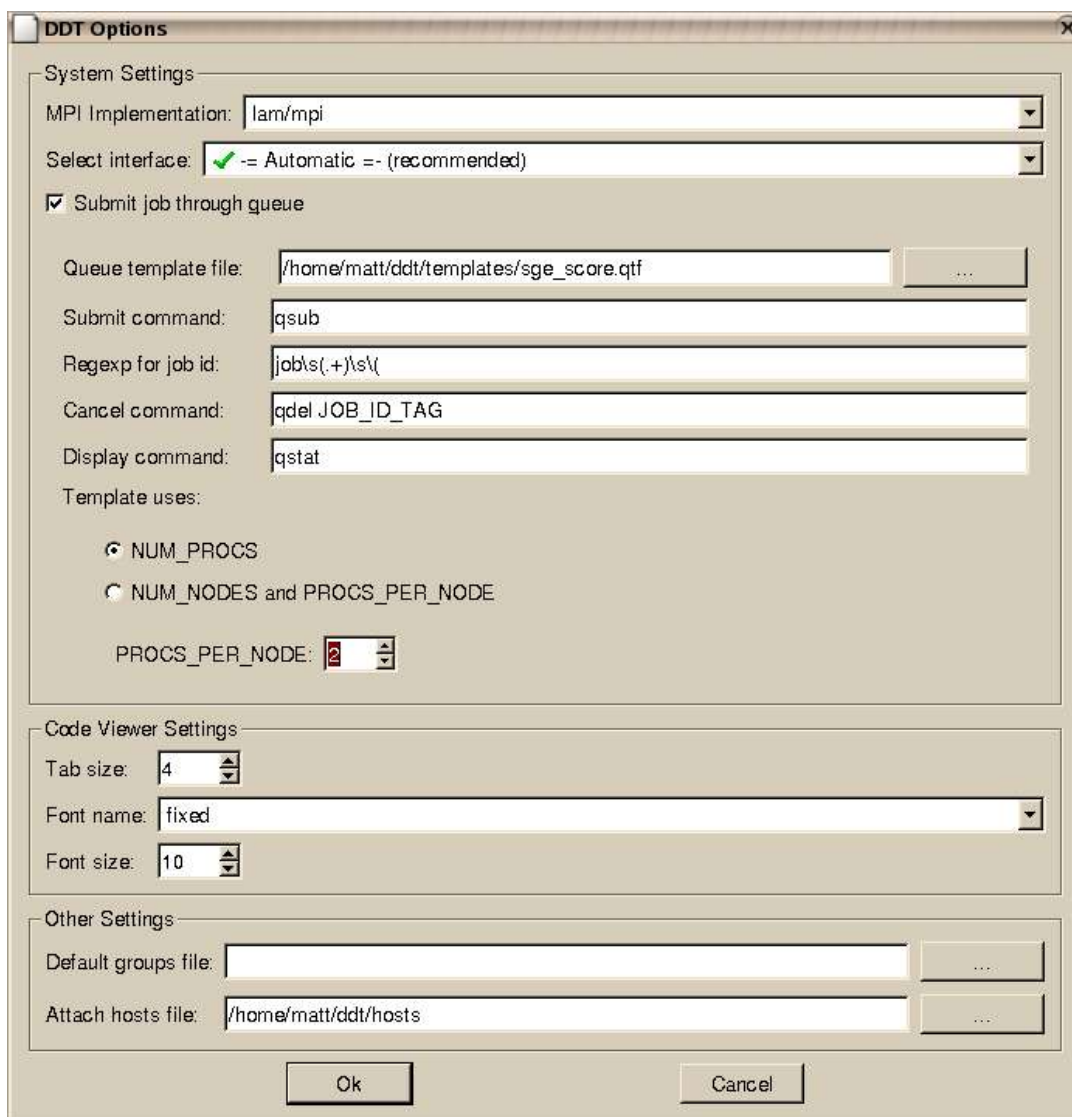 DDT Options
System Settings
MPI Implementation: lam/mpi
Select interface: -= Automatic =- (recommended)
Submit job through queue
Queue template file: /home/matt/ddt/templates/sge_score.qtf ...
Submit command: qsub
Regexp for job id: job\s(.+)\s\(
Cancel command: qdel JOB_ID_TAG
Display command: qstat
Template uses:
NUM_PROCS
NUM_NODES and PROCS_PER_NODE
PROCS_PER_NODE: 2
Code Viewer Settings
Tab size: 4
Font name: fixed
Font size: 10
Other Settings
Default groups file: ...
Attach hosts file: /home/matt/ddt/hosts ...
Ok Cancel